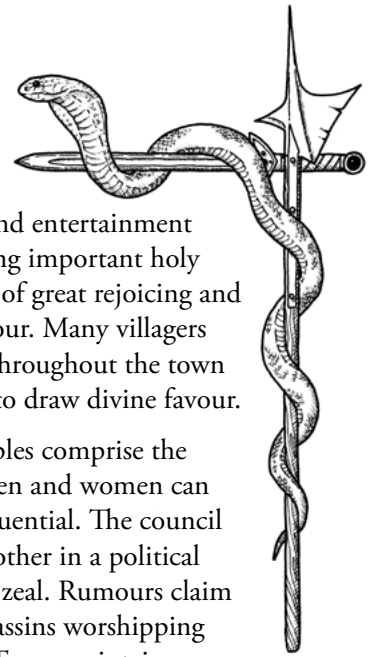 nd entertainment
ng important holy
of great rejoicing and
our. Many villagers
hroughout the town
to draw divine favour.
bles comprise the
en and women can
uential. The council
other in a political
zeal. Rumours claim
assins worshipping